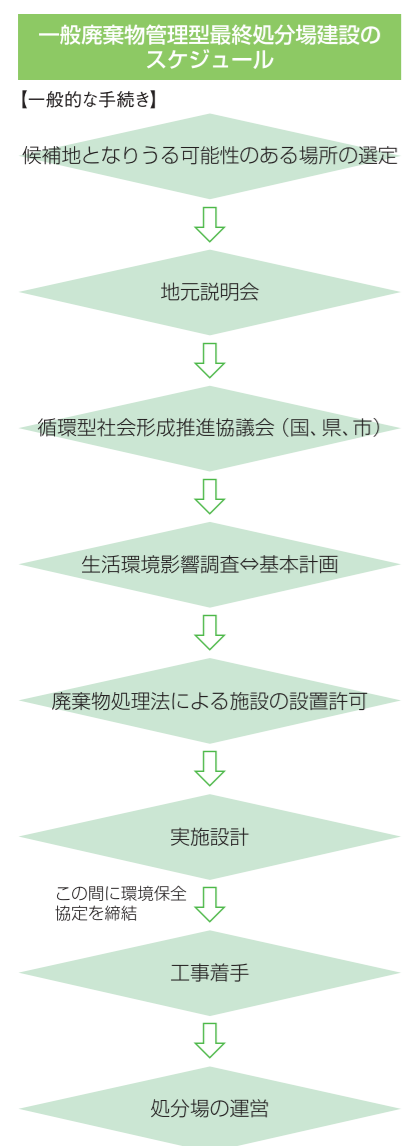 一般廃棄物管理型最終処分場建設の
スケジュール
【一般的な手続き】
候補地となりうる可能性のある場所の選定
地元説明会
循環型社会形成推進協議会（国、県、市）
生活環境影響調査⇔基本計画
廃棄物処理法による施設の設置許可
実施設計
この間に環境保全
協定を締結
工事着手
処分場の運営